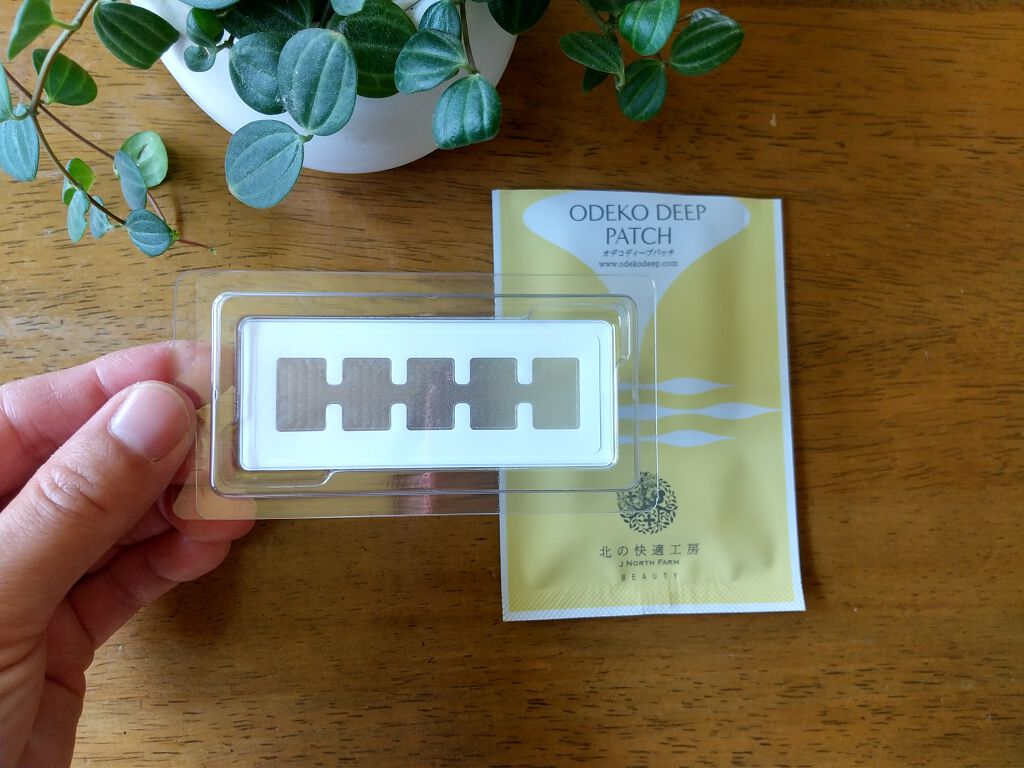 ODEKO DEEP
PATCH
オデコディープパッチ
www.odekodeep.com
北の快適工房
J NORTH FARM
BEAUTY